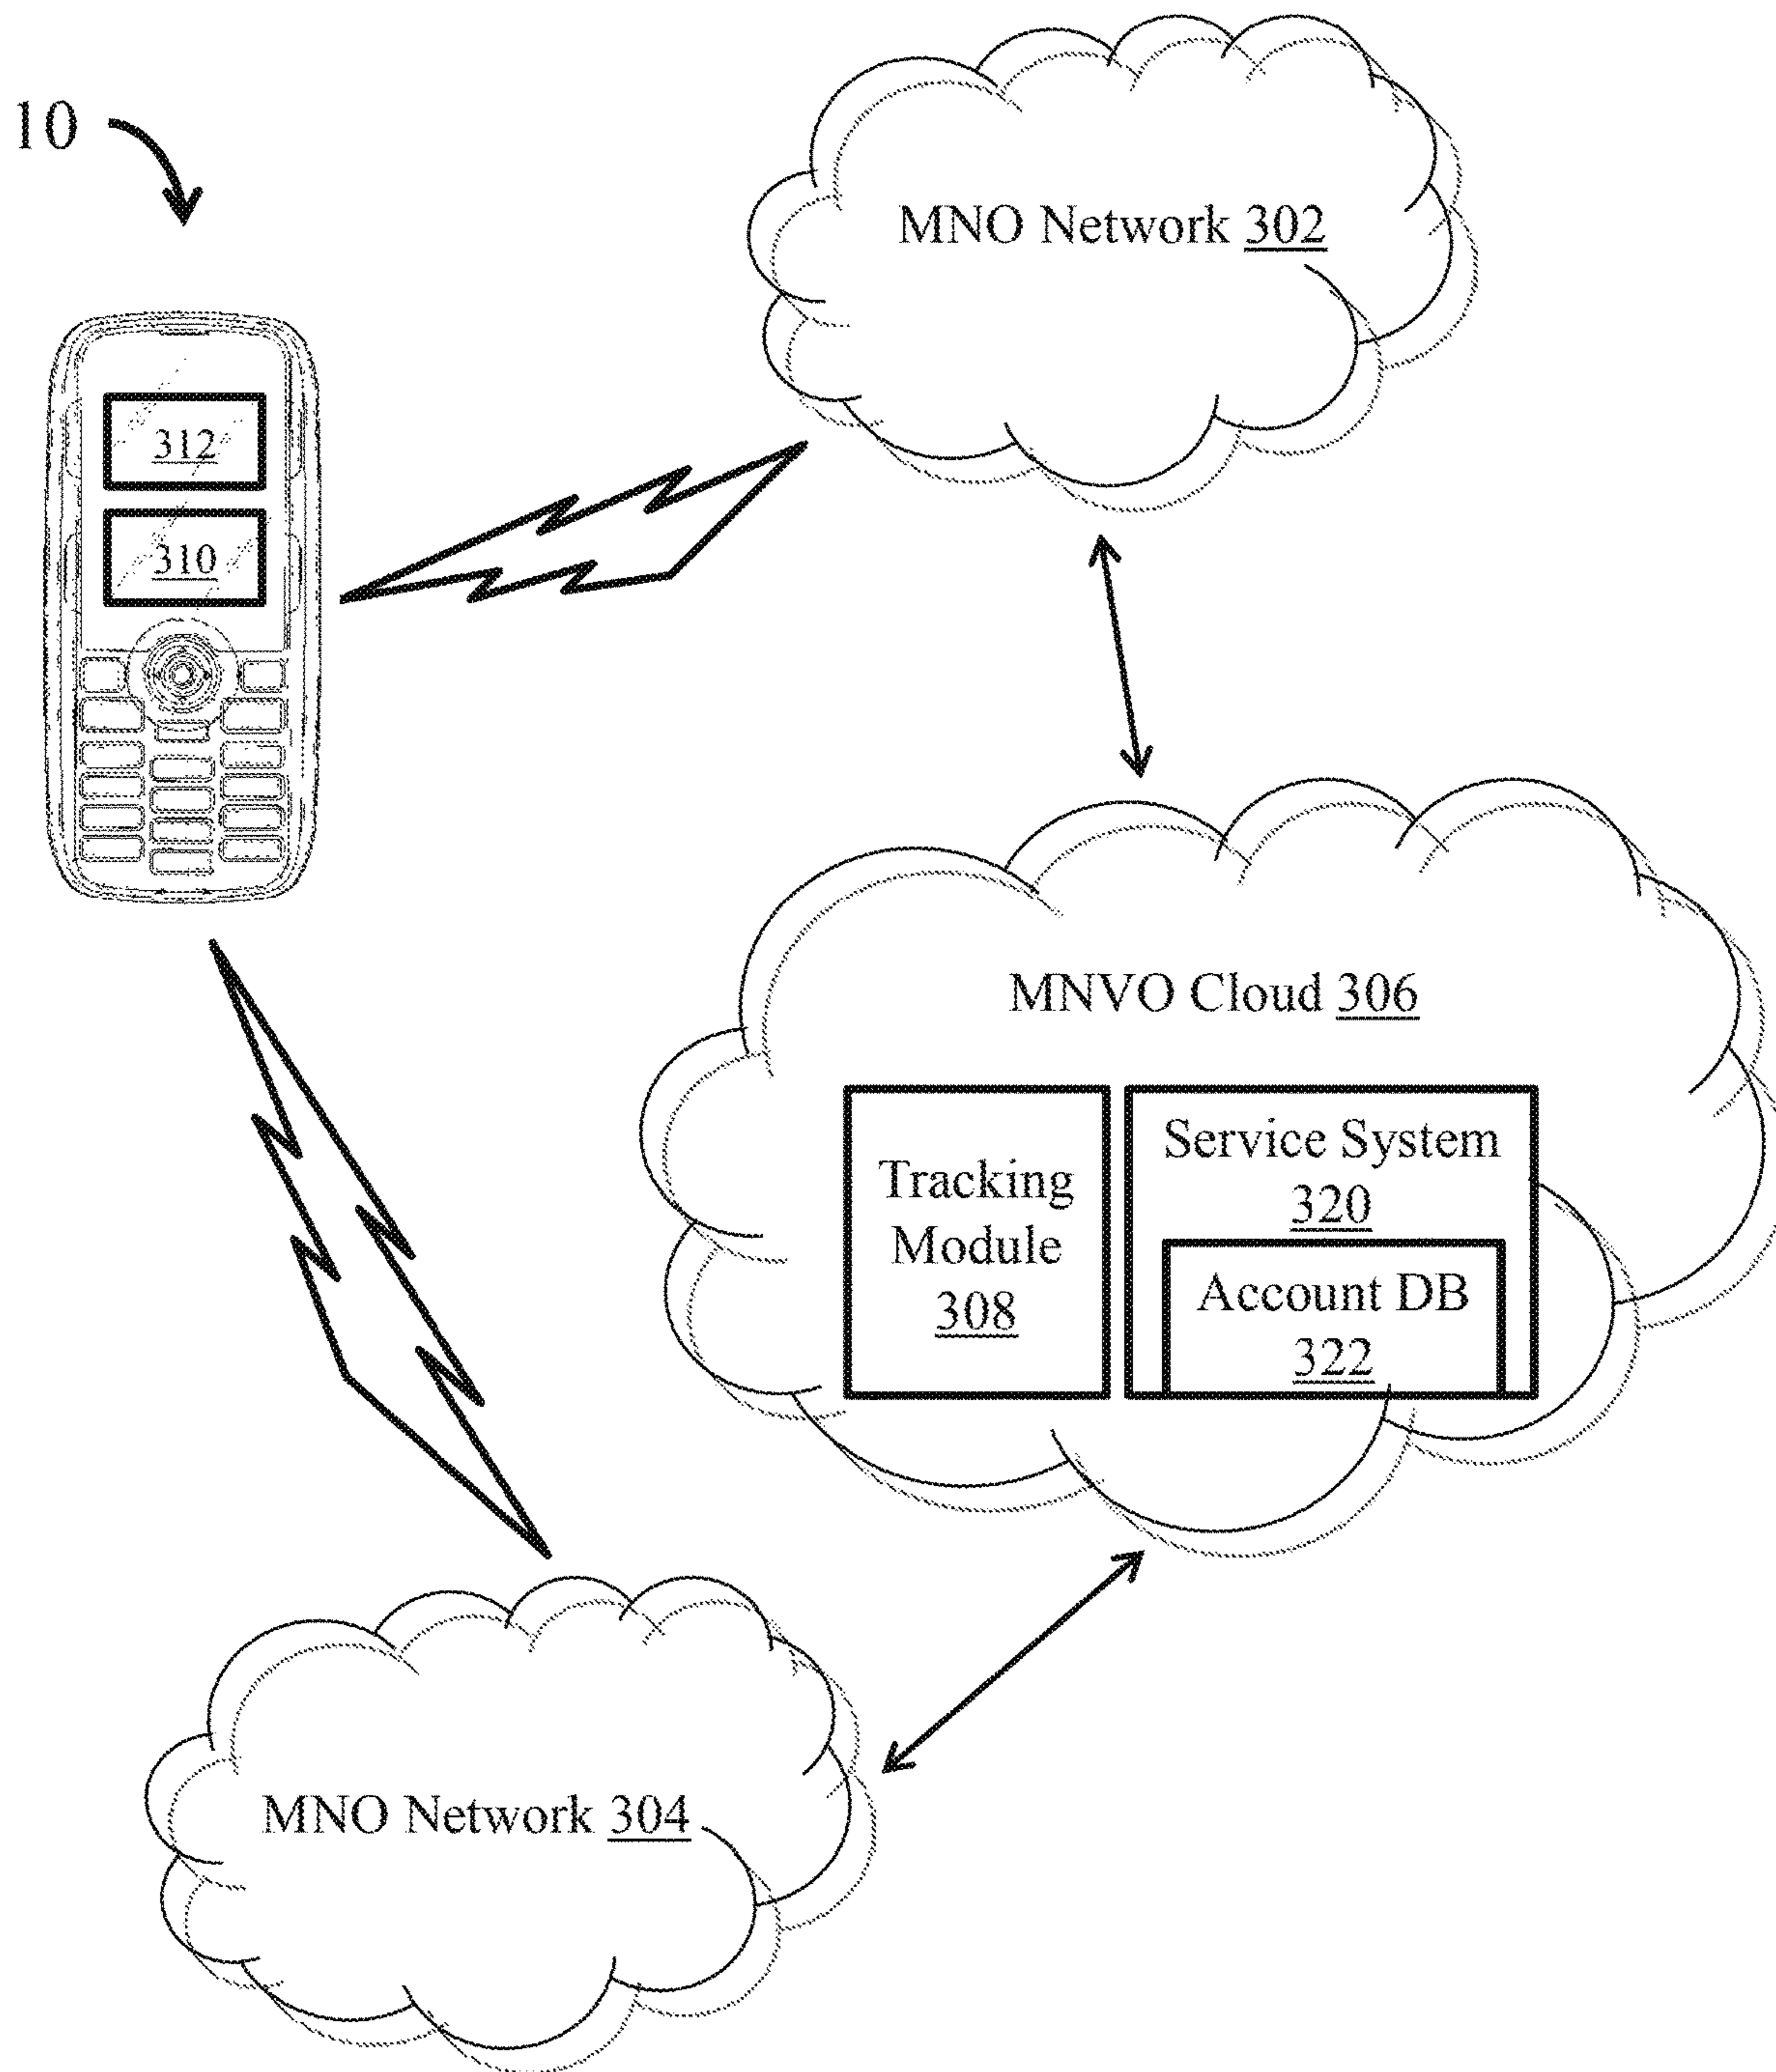 10
MNO Network 302
312
310
MNVO Cloud 306
Tracking
Module
308
Service System
320
Account DB
322
MNO Network 304